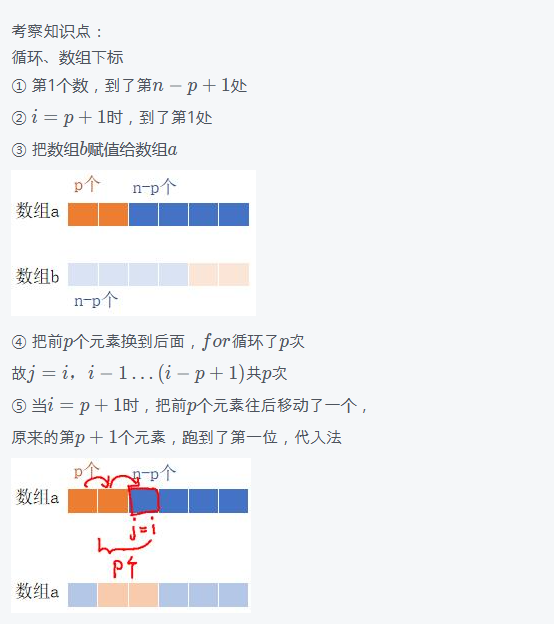 考察知识点：
循环、数组下标
① 第1个数，到了第n − p + 1处
② i = p + 1时，到了第1处
③ 把数组b赋值给数组a
p个 n-p个
数组a
数组b
n-p个
④ 把前p个元素换到后面，for循环了p次
故j = i，i − 1...(i − p + 1)共p次
⑤ 当i = p + 1时，把前p个元素往后移动了一个，
原来的第p + 1个元素，跑到了第一位，代入法
p个 n-p个
数组a
j=i
p个
数组a